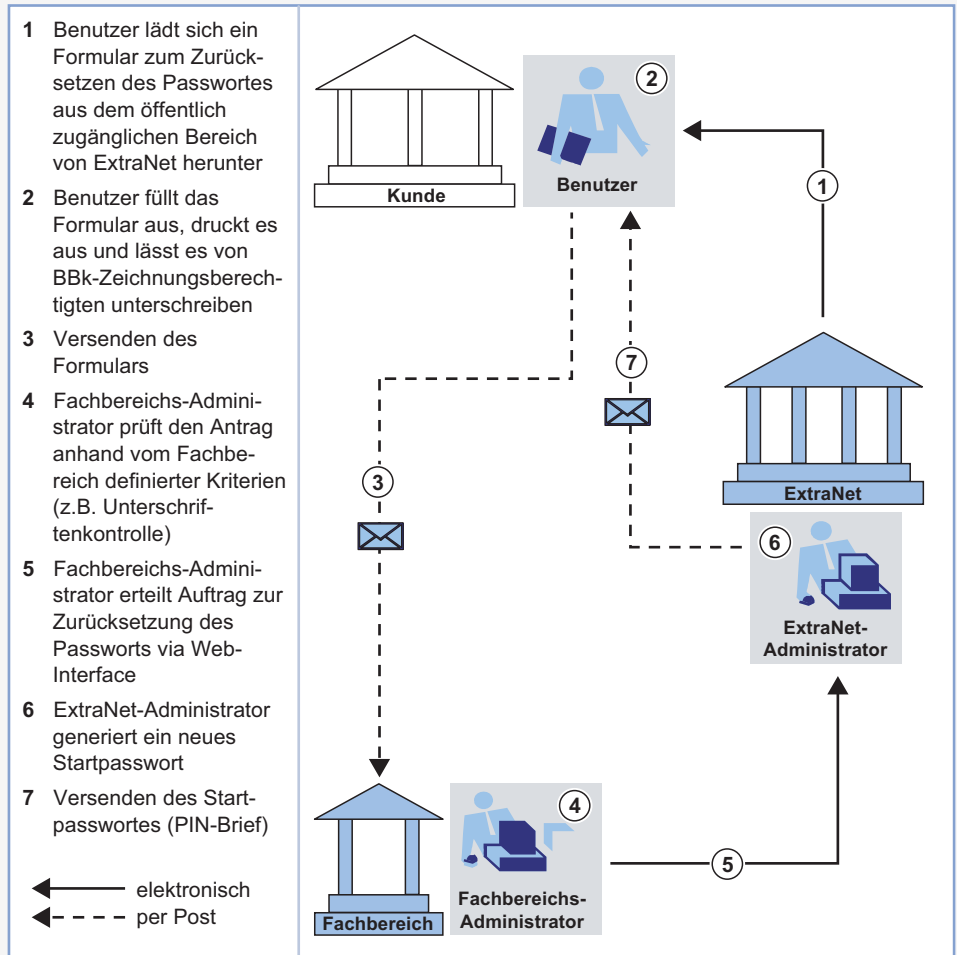 1 Benutzer lädt sich ein
Formular zum Zurück-
setzen des Passwortes
aus dem öffentlich
zugänglichen Bereich
von ExtraNet herunter
2 Benutzer füllt das
Formular aus, druckt es
aus und lässt es von
BBk-Zeichnungsberech-
tigten unterschreiben
3 Versenden des
Formulars
4 Fachbereichs-Admini-
strator prüft den Antrag
anhand vom Fachbe-
reich definierter Kriterien
(z.B. Unterschrif-
tenkontrolle)
5 Fachbereichs-Admini-
strator erteilt Auftrag zur
Zurücksetzung des
Passworts via Web-
Interface
6 ExtraNet-Administrator
generiert ein neues
Startpasswort
7 Versenden des Start-
passwortes (PIN-Brief)
elektronisch
per Post
Kunde
2
Benutzer
1
7
3
ExtraNet
6
ExtraNet-
Administrator
Fachbereich
4
Fachbereichs-
Administrator
5